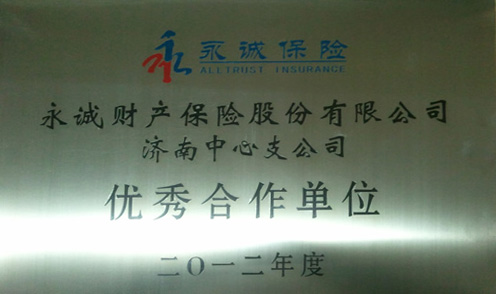 永诚保险
ALLTRUST INSURANCE
永诚财产保险股份有限公司
济南中心支公司
优秀合作单位
二〇一二年度